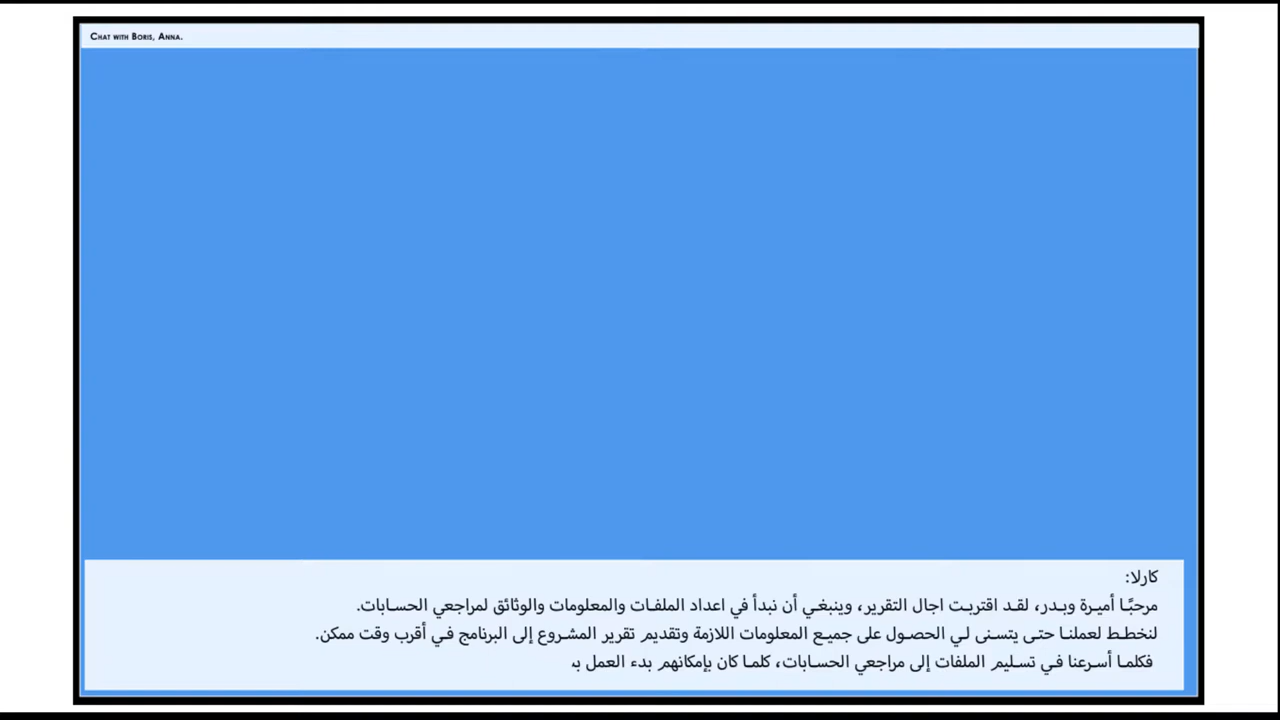 Chat with Boris, Anna.
كارلا:
مرحبًا أميرة وبدر، لقد اقتربت اجال التقرير، وينبغي أن نبدأ في اعداد الملفات والمعلومات والوثائق لمراجعي الحسابات.
لنخطط لعملنا حتى يتسنى لي الحصول على جميع المعلومات اللازمة وتقديم تقرير المشروع إلى البرنامج في أقرب وقت ممكن.
فكلما أسرعنا في تسليم الملفات إلى مراجعي الحسابات، كلما كان بإمكانهم بدء العمل بـ